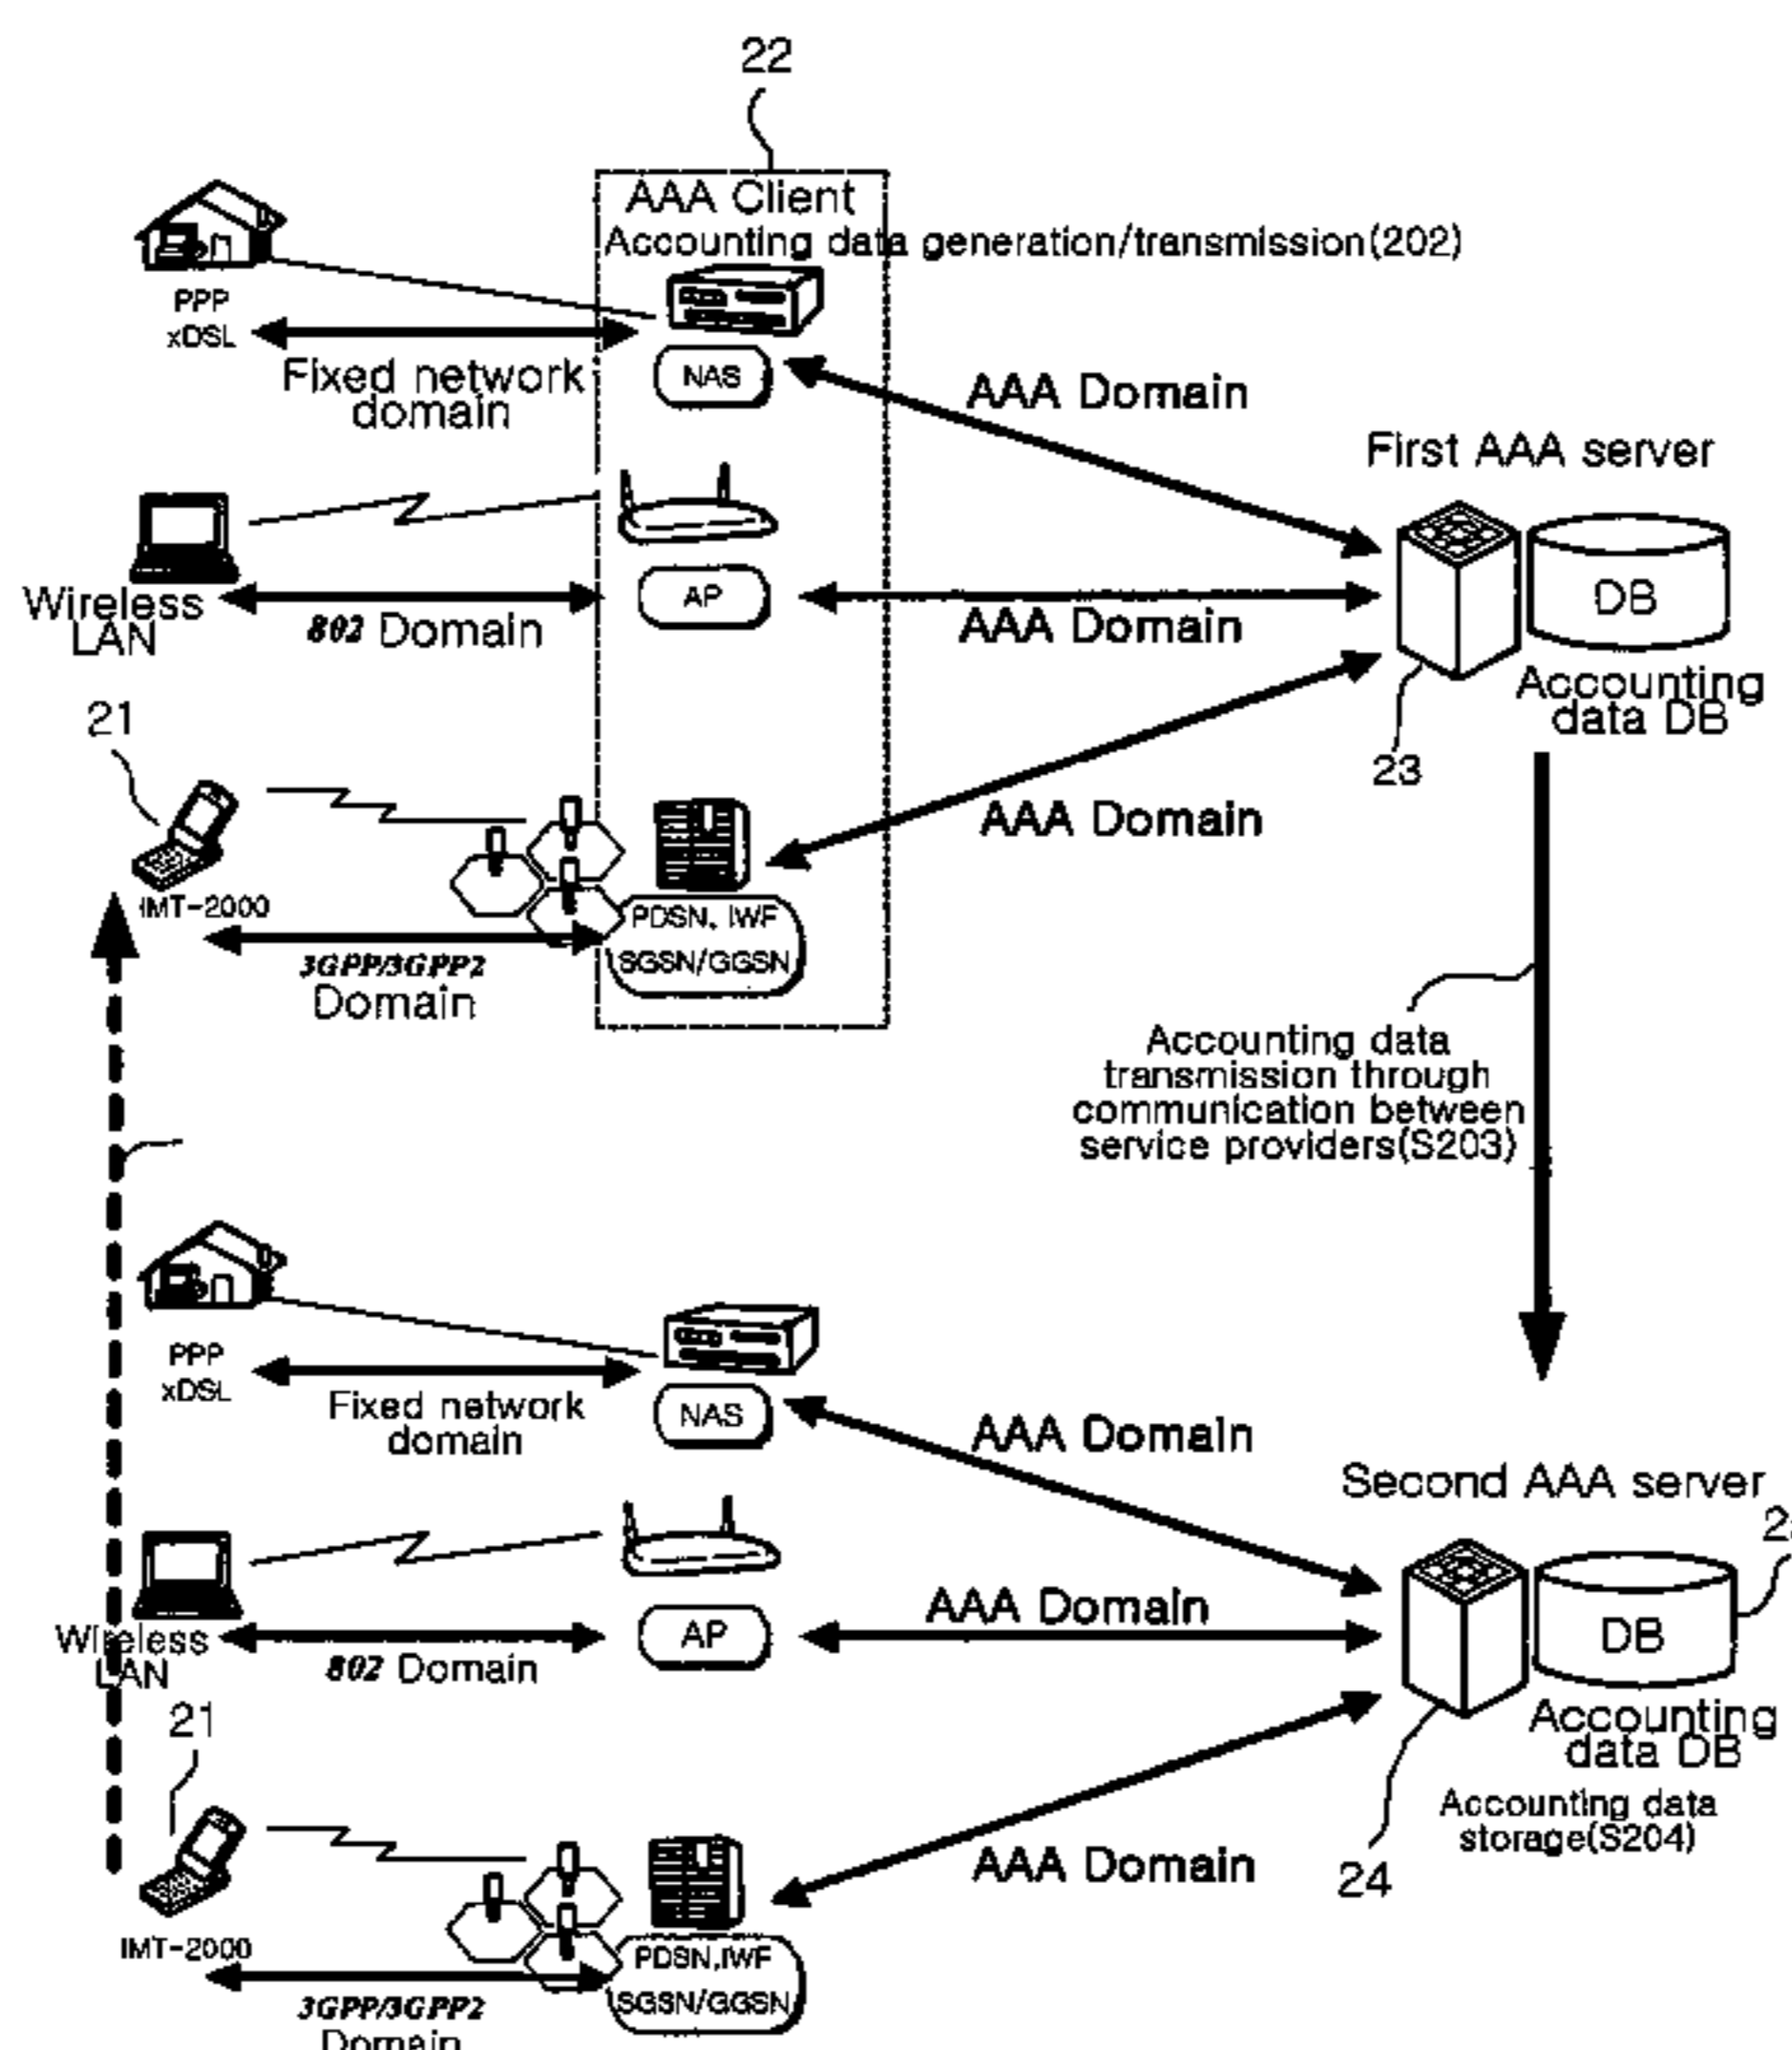 22
AAA Client
Accounting data generation/transmission(202)
PPP
xDSL
Fixed network
domain
NAS
AAA Domain
First AAA server
Wireless
LAN
802 Domain
AP
AAA Domain
DB
Accounting
data DB
23
21
IMT-2000
3GPP/3GPP2
Domain
PDSN, IWF
SGSN/GGSN
AAA Domain
Accounting data
transmission through
communication between
service providers(S203)
PPP
xDSL
Fixed network
domain
NAS
AAA Domain
Second AAA server
Wireless
LAN
802 Domain
AP
AAA Domain
DB
Accounting
data DB
Accounting data
storage(S204)
24
21
IMT-2000
3GPP/3GPP2
Domain
PDSN,IWF
SGSN/GGSN
AAA Domain